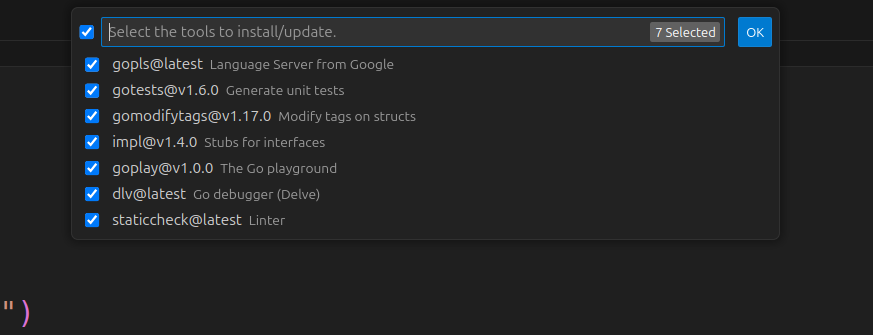 Select the tools to install/update. 7 Selected OK
gopls@latest Language Server from Google
gotests@v1.6.0 Generate unit tests
gomodifytags@v1.17.0 Modify tags on structs
impl@v1.4.0 Stubs for interfaces
goplay@v1.0.0 The Go playground
dlv@latest Go debugger (Delve)
staticcheck@latest Linter
")